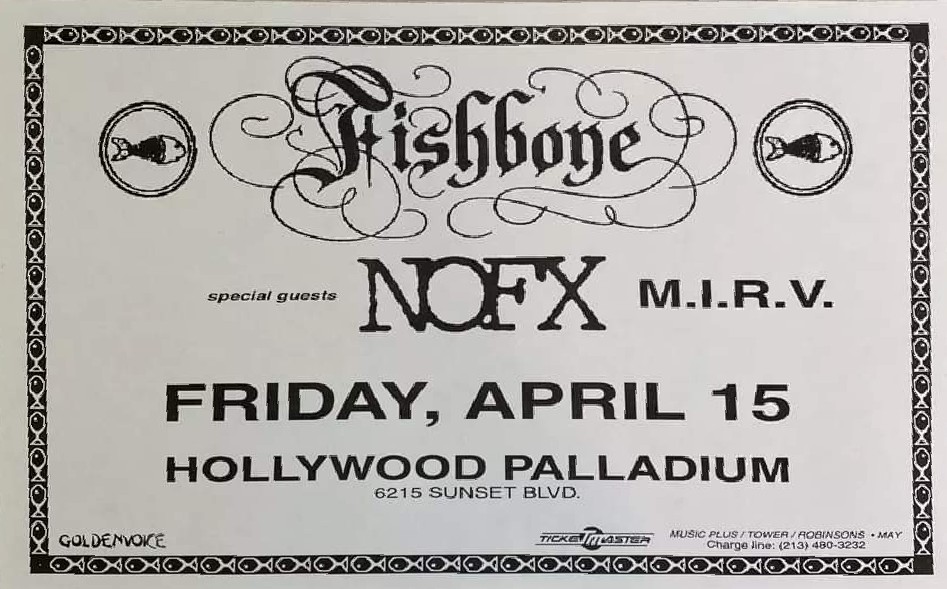 Fishbone
special guests NOFX M.I.R.V.
FRIDAY, APRIL 15
HOLLYWOOD PALLADIUM
6215 SUNSET BLVD.
GOLDENVOICE
TICKETMASTER
MUSIC PLUS / TOWER / ROBINSONS • MAY
Charge line: (213) 480-3232